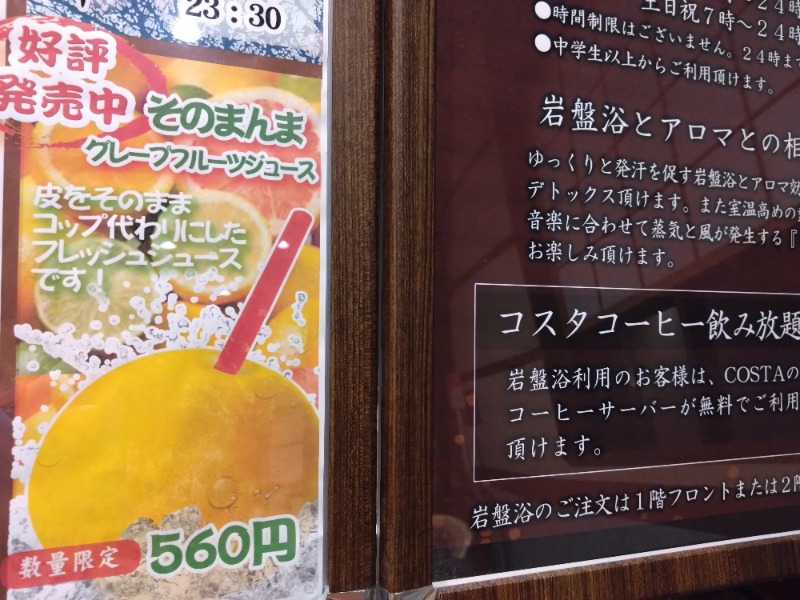 23:30
好評
発売中
そのまんま
グレープフルーツジュース
皮をそのまま
コップ代わりにした
フレッシュジュース
です!
数量限定
560円
土日祝7時〜24時
●時間制限はございません。24時ま
●中学生以上からご利用頂けます。
岩盤浴とアロマとの相
ゆっくりと発汗を促す岩盤浴とアロマ効
デトックス頂けます。また室温高めの
音楽に合わせて蒸気と風が発生する『
お楽しみ頂けます。
コスタコーヒー飲み放題
岩盤浴利用のお客様は、COSTAの
コーヒーサーバーが無料でご利用
頂けます。
岩盤浴のご注文は1階フロントまたは2階